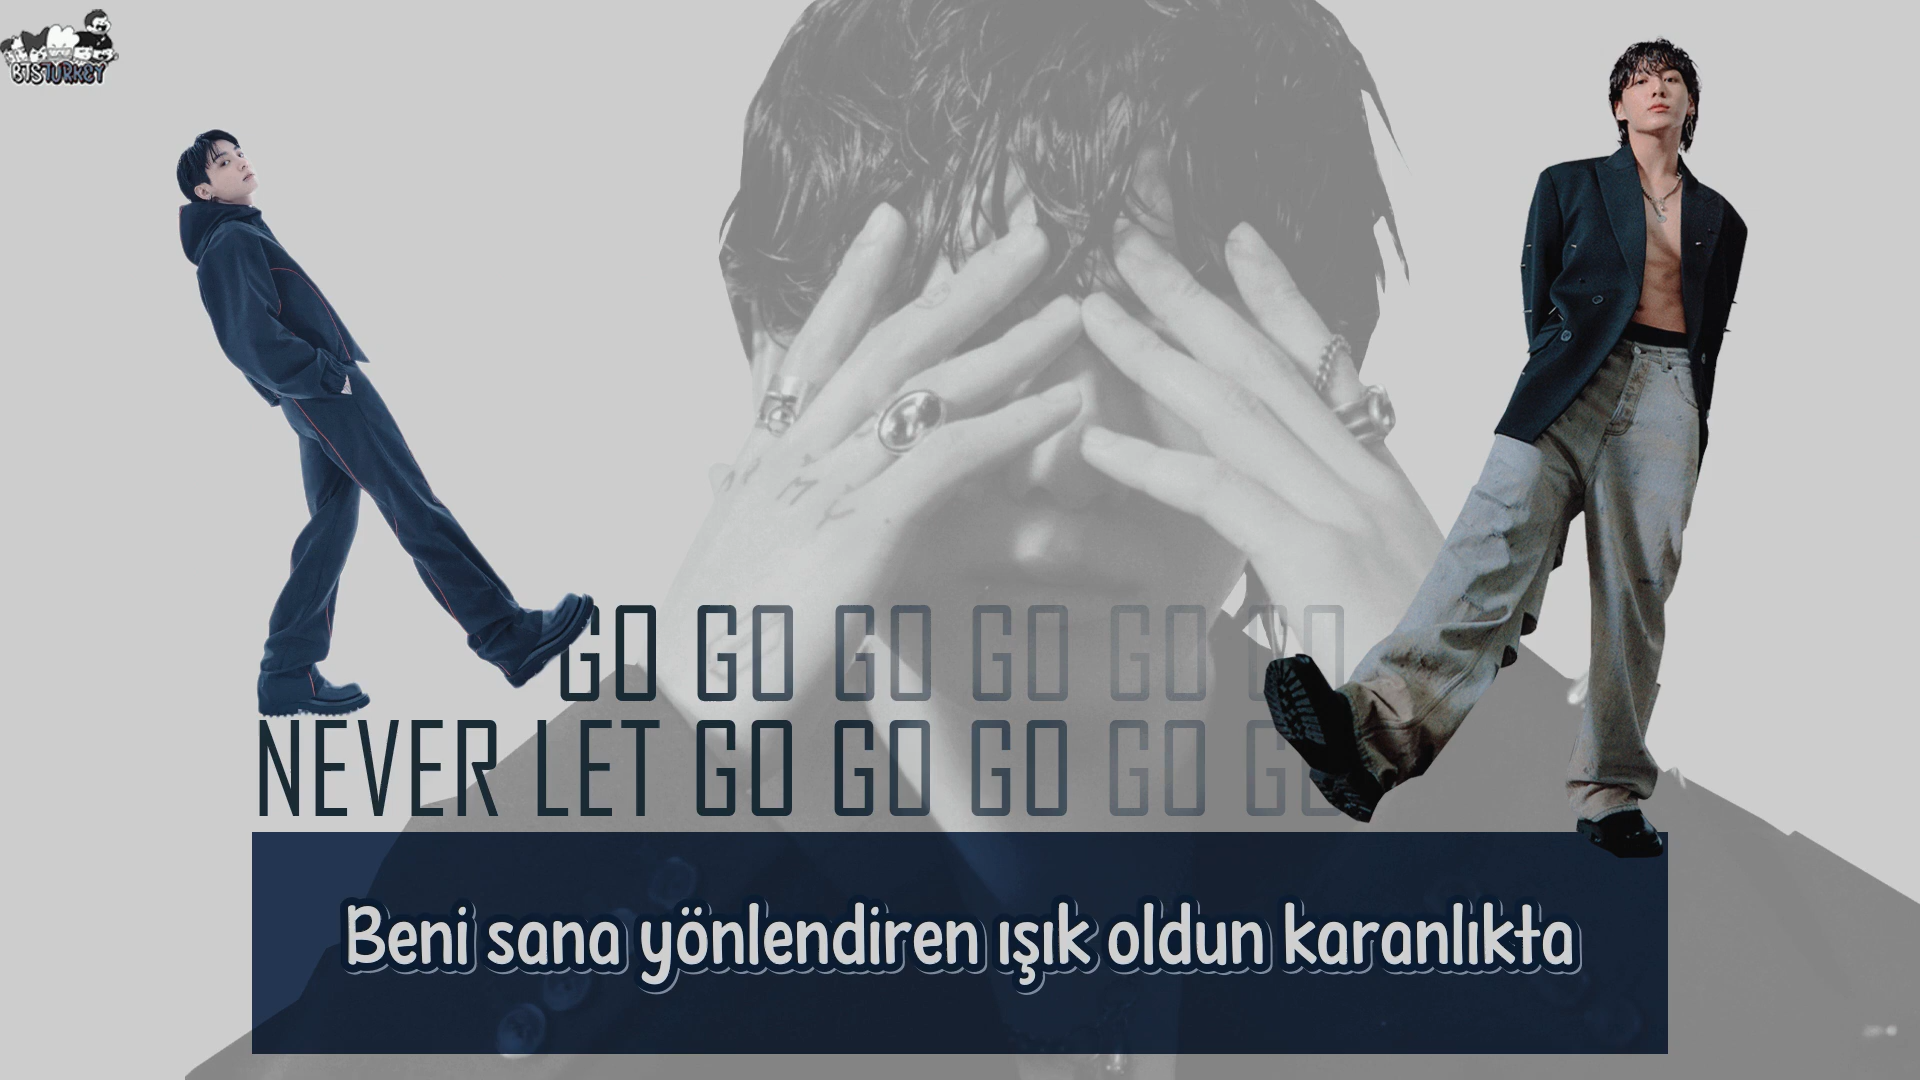 BTSTURKEY
GO GO GO GO GO GO
NEVER LET GO GO GO GO GO
Beni sana yönlendiren ışık oldun karanlıkta